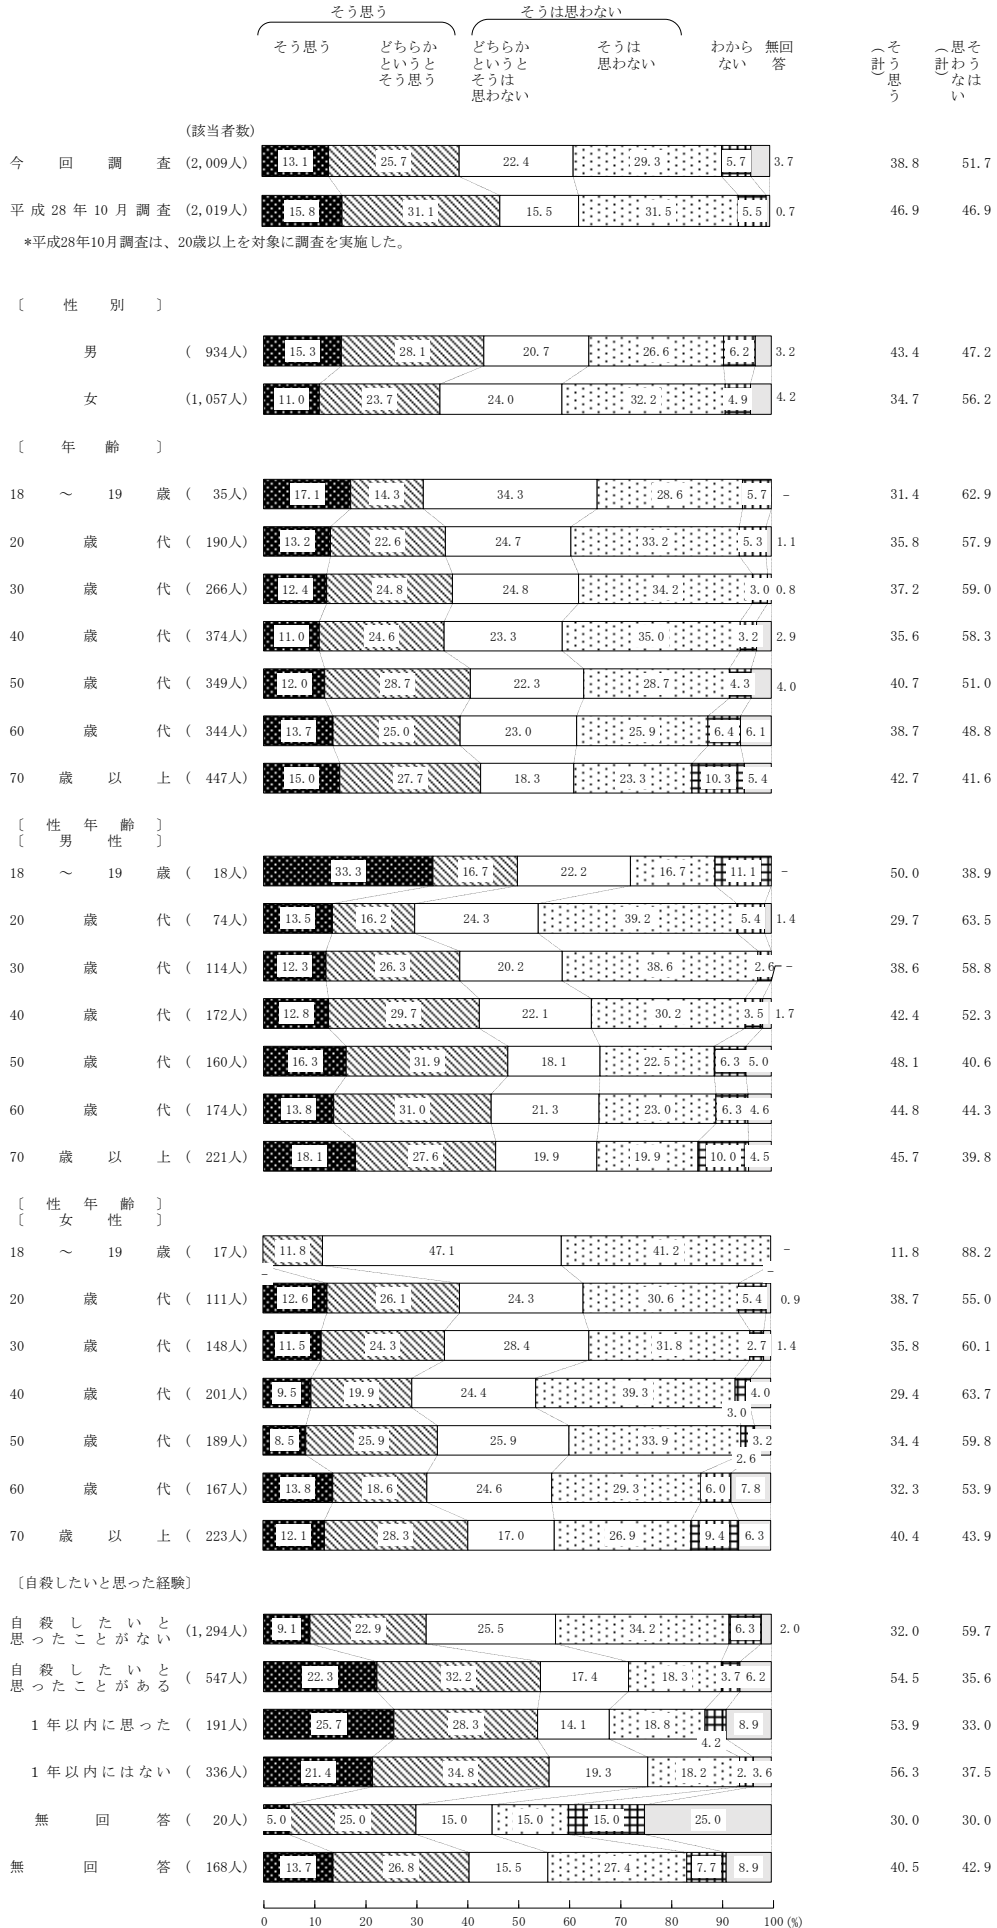 そう思う　そうは思わない
そう思う　どちらかというとそう思う　どちらかというとそうは思わない　そうは思わない　わからない　無回答　そう思う（計）　そうは思わない（計）
(該当者数)
今回調査 (2,009人) 13.1 25.7 22.4 29.3 5.7 3.7 38.8 51.7
平成28年10月調査 (2,019人) 15.8 31.1 15.5 31.5 5.5 0.7 46.9 46.9
*平成28年10月調査は、20歳以上を対象に調査を実施した。
〔性別〕
男 ( 934人) 15.3 28.1 20.7 26.6 6.2 3.2 43.4 47.2
女 (1,057人) 11.0 23.7 24.0 32.2 4.9 4.2 34.7 56.2
〔年齢〕
18～19歳 ( 35人) 17.1 14.3 34.3 28.6 5.7 － 31.4 62.9
20歳代 ( 190人) 13.2 22.6 24.7 33.2 5.3 1.1 35.8 57.9
30歳代 ( 266人) 12.4 24.8 24.8 34.2 3.0 0.8 37.2 59.0
40歳代 ( 374人) 11.0 24.6 23.3 35.0 3.2 2.9 35.6 58.3
50歳代 ( 349人) 12.0 28.7 22.3 28.7 4.3 4.0 40.7 51.0
60歳代 ( 344人) 13.7 25.0 23.0 25.9 6.4 6.1 38.7 48.8
70歳以上 ( 447人) 15.0 27.7 18.3 23.3 10.3 5.4 42.7 41.6
〔性年齢〕
〔男性〕
18～19歳 ( 18人) 33.3 16.7 22.2 16.7 11.1 － 50.0 38.9
20歳代 ( 74人) 13.5 16.2 24.3 39.2 5.4 1.4 29.7 63.5
30歳代 ( 114人) 12.3 26.3 20.2 38.6 2.6 － 38.6 58.8
40歳代 ( 172人) 12.8 29.7 22.1 30.2 3.5 1.7 42.4 52.3
50歳代 ( 160人) 16.3 31.9 18.1 22.5 6.3 5.0 48.1 40.6
60歳代 ( 174人) 13.8 31.0 21.3 23.0 6.3 4.6 44.8 44.3
70歳以上 ( 221人) 18.1 27.6 19.9 19.9 10.0 4.5 45.7 39.8
〔性年齢〕
〔女性〕
18～19歳 ( 17人) － 11.8 47.1 41.2 － － 11.8 88.2
20歳代 ( 111人) 12.6 26.1 24.3 30.6 5.4 0.9 38.7 55.0
30歳代 ( 148人) 11.5 24.3 28.4 31.8 2.7 1.4 35.8 60.1
40歳代 ( 201人) 9.5 19.9 24.4 39.3 3.0 4.0 29.4 63.7
50歳代 ( 189人) 8.5 25.9 25.9 33.9 2.6 3.2 34.4 59.8
60歳代 ( 167人) 13.8 18.6 24.6 29.3 6.0 7.8 32.3 53.9
70歳以上 ( 223人) 12.1 28.3 17.0 26.9 9.4 6.3 40.4 43.9
〔自殺したいと思った経験〕
自殺したいと
思ったことがない (1,294人) 9.1 22.9 25.5 34.2 6.3 2.0 32.0 59.7
自殺したいと
思ったことがある ( 547人) 22.3 32.2 17.4 18.3 3.7 6.2 54.5 35.6
1年以内に思った ( 191人) 25.7 28.3 14.1 18.8 4.2 8.9 53.9 33.0
1年以内にはない ( 336人) 21.4 34.8 19.3 18.2 3.6 56.3 37.5
無回答 ( 20人) 5.0 25.0 15.0 15.0 15.0 25.0 30.0 30.0
無回答 ( 168人) 13.7 26.8 15.5 27.4 7.7 8.9 40.5 42.9
0 10 20 30 40 50 60 70 80 90 100 (%)